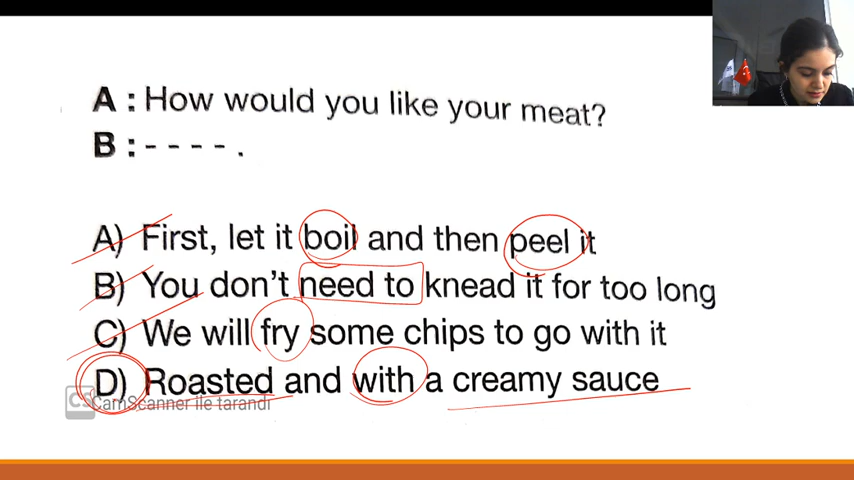 A : How would you like your meat?
B : - - - - .
A) First, let it boil and then peel it
B) You don't need to knead it for too long
C) We will fry some chips to go with it
D) Roasted and with a creamy sauce
CS CamScanner ile tarandı